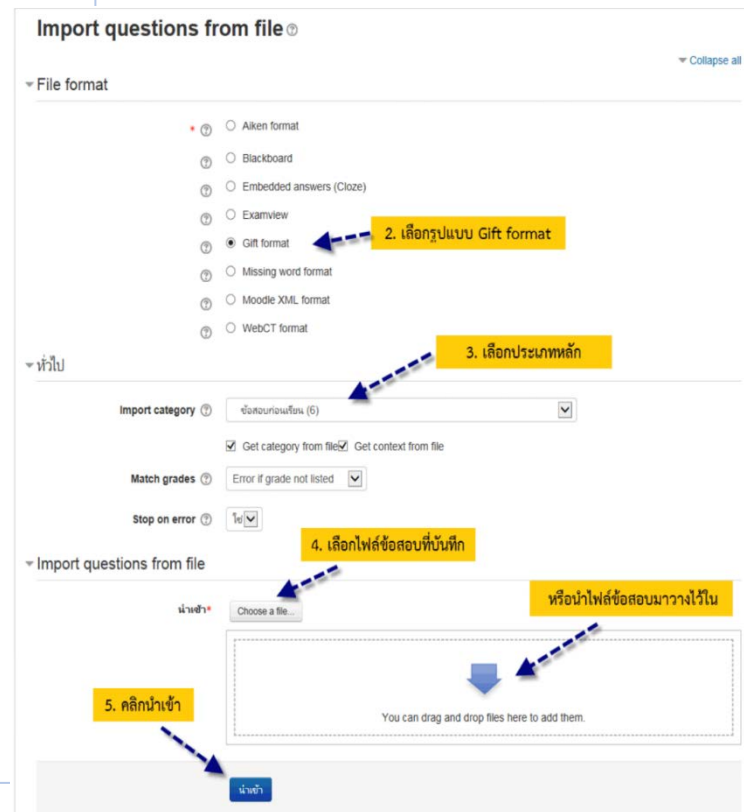 Import questions from file
Collapse all
File format
* Aiken format
Blackboard
Embedded answers (Cloze)
Examview
Gift format
2. เลือกรูปแบบ Gift format
Missing word format
Moodle XML format
WebCT format
3. เลือกประเภทหลัก
ทั่วไป
Import category ข้อสอบก่อนเรียน (6)
Get category from file Get context from file
Match grades Error if grade not listed
Stop on error ใช่
4. เลือกไฟล์ข้อสอบที่บันทึก
Import questions from file
หรือนำไฟล์ข้อสอบมาวางไว้ใน
นำเข้า* Choose a file...
5. คลิกนำเข้า
You can drag and drop files here to add them.
นำเข้า